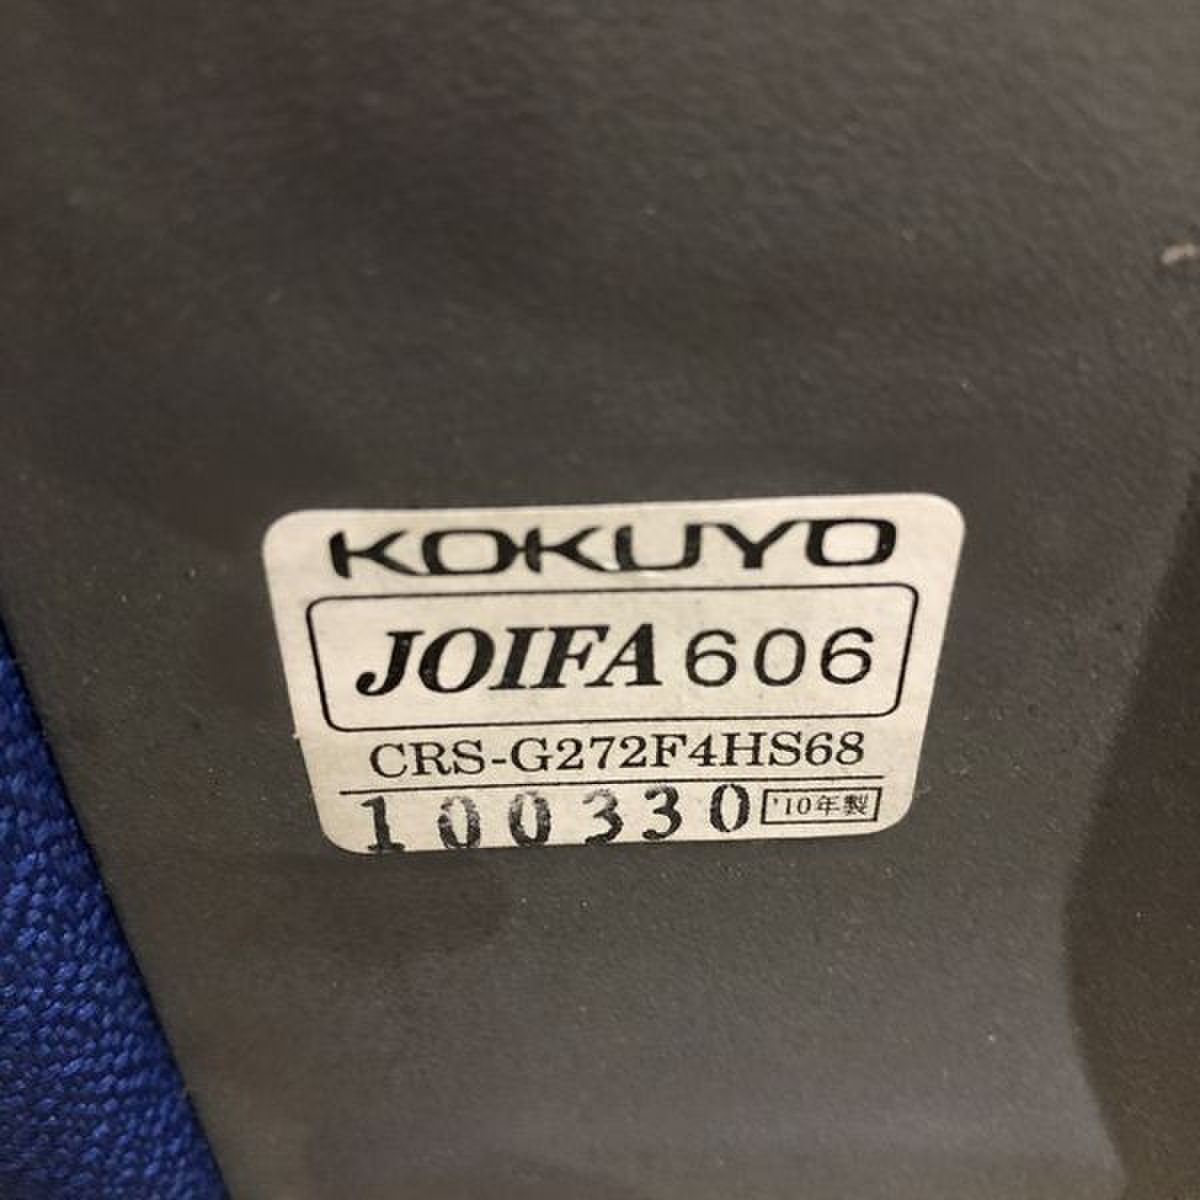 KOKUYO
JOIFA 606
CRS-G272F4HS68
100330 '10年製